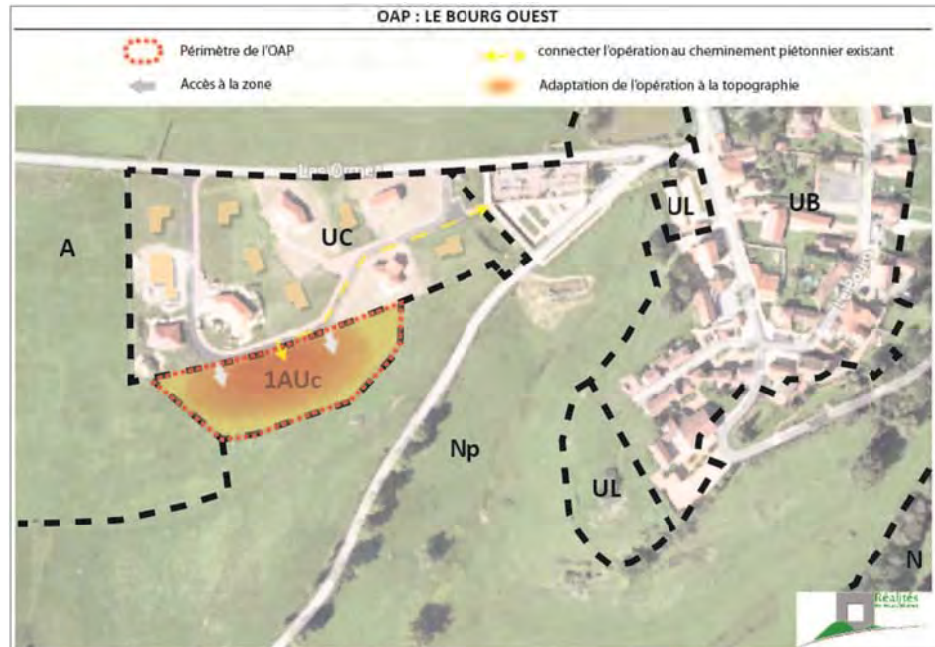 OAP : LE BOURG OUEST
Périmètre de l'OAP
connecter l'opération au cheminement piétonnier existant
Accès à la zone
Adaptation de l'opération à la topographie
UL
UB
UC
A
1AUc
Np
UL
N
Réalités